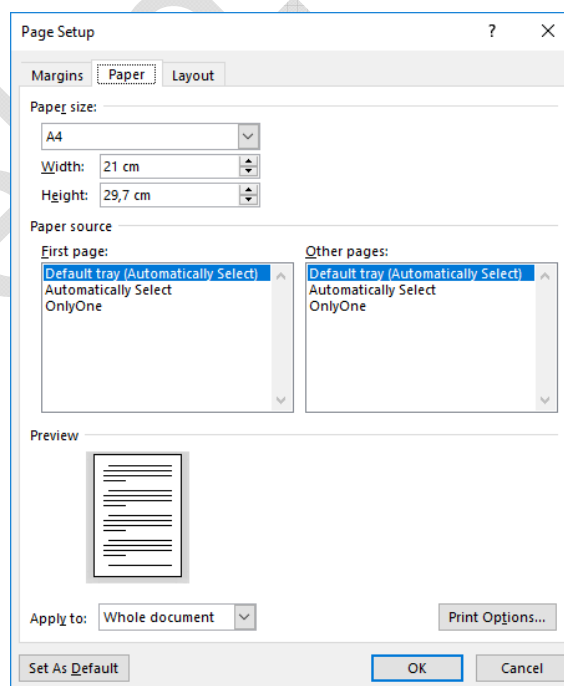 Page Setup ? X
Margins Paper Layout
Paper size:
A4
Width: 21 cm
Height: 29,7 cm
Paper source
First page: Other pages:
Default tray (Automatically Select) Default tray (Automatically Select)
Automatically Select Automatically Select
OnlyOne OnlyOne
Preview
Apply to: Whole document Print Options...
Set As Default OK Cancel